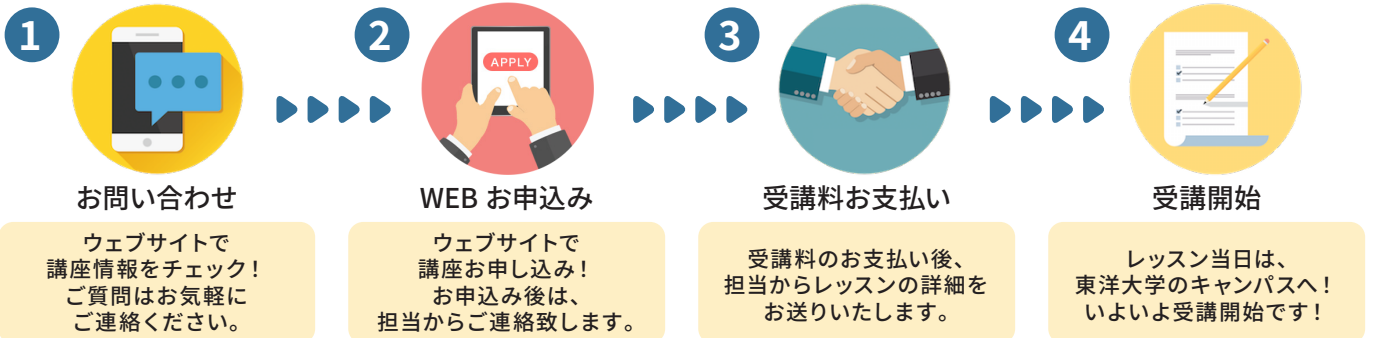 1
お問い合わせ
ウェブサイトで
講座情報をチェック!
ご質問はお気軽に
ご連絡ください。
2
APPLY
WEB お申込み
ウェブサイトで
講座お申し込み!
お申込み後は、
担当からご連絡致します。
3
受講料お支払い
受講料のお支払い後、
担当からレッスンの詳細を
お送りいたします。
4
受講開始
レッスン当日は、
東洋大学のキャンパスへ!
いよいよ受講開始です!